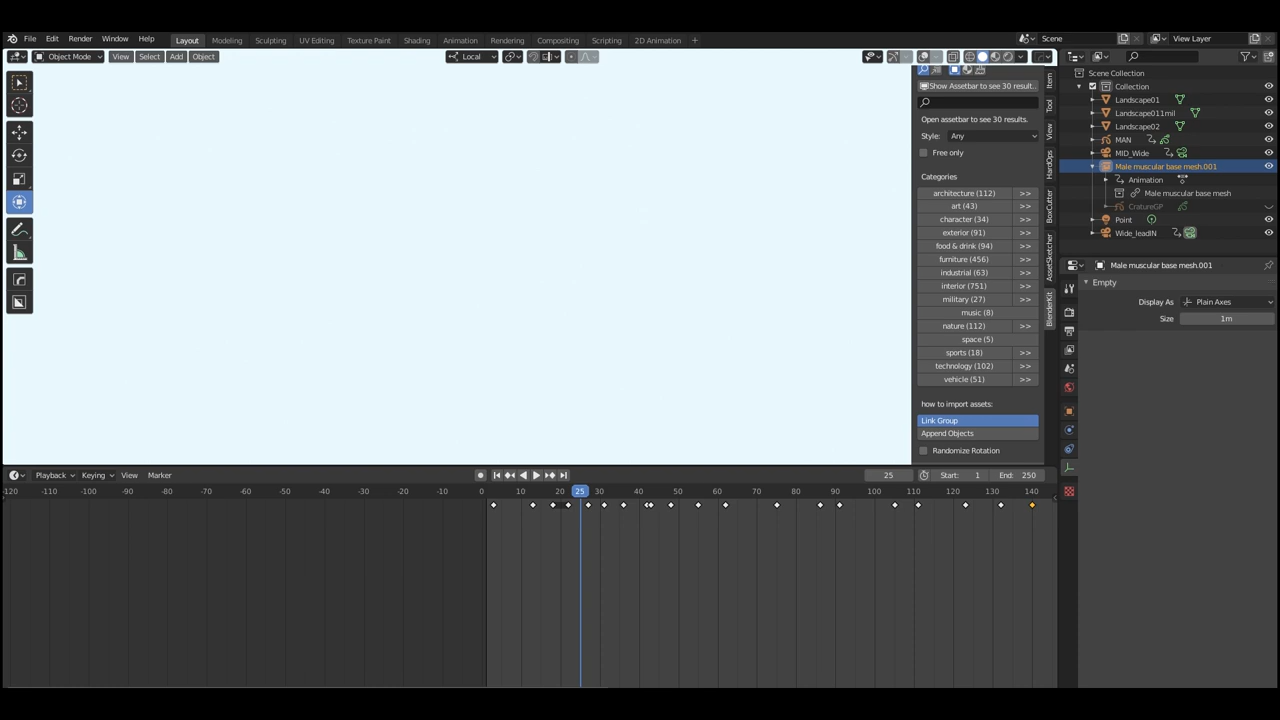 File Edit Render Window Help Layout Modeling Sculpting UV Editing Texture Paint Shading Animation Rendering Compositing Scripting 2D Animation + Scene View Layer
Object Mode View Select Add Object Local
Show Assetbar to see 30 result..
Open assetbar to see 30 results.
Style: Any
Free only
Categories
architecture (112) >>
art (43) >>
character (34) >>
exterior (91) >>
food & drink (94) >>
furniture (456) >>
industrial (63) >>
interior (751) >>
military (27) >>
music (8)
nature (112) >>
space (5)
sports (18) >>
technology (102) >>
vehicle (51) >>
how to import assets:
Link Group
Append Objects
Randomize Rotation
Item
Tool
View
HardOps
BoxCutter
AssetSketcher
BlenderKit
Scene Collection
Collection
Landscape01
Landscape011mil
Landscape02
MAN
MID_Wide
Male muscular base mesh.001
Animation
Male muscular base mesh
CratureGP
Point
Wide_leadIN
Male muscular base mesh.001
Empty
Display As Plain Axes
Size 1m
Playback Keying View Marker 25 Start: 1 End: 250
-120 -110 -100 -90 -80 -70 -60 -50 -40 -30 -20 -10 0 10 20 25 30 40 50 60 70 80 90 100 110 120 130 140